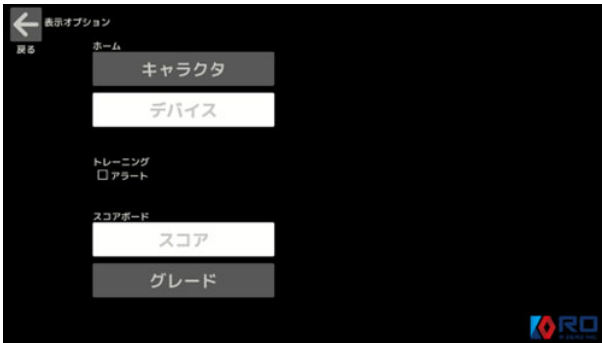 表示オプション
戻る
ホーム
キャラクタ
デバイス
トレーニング
アラート
スコアボード
スコア
グレード
RO